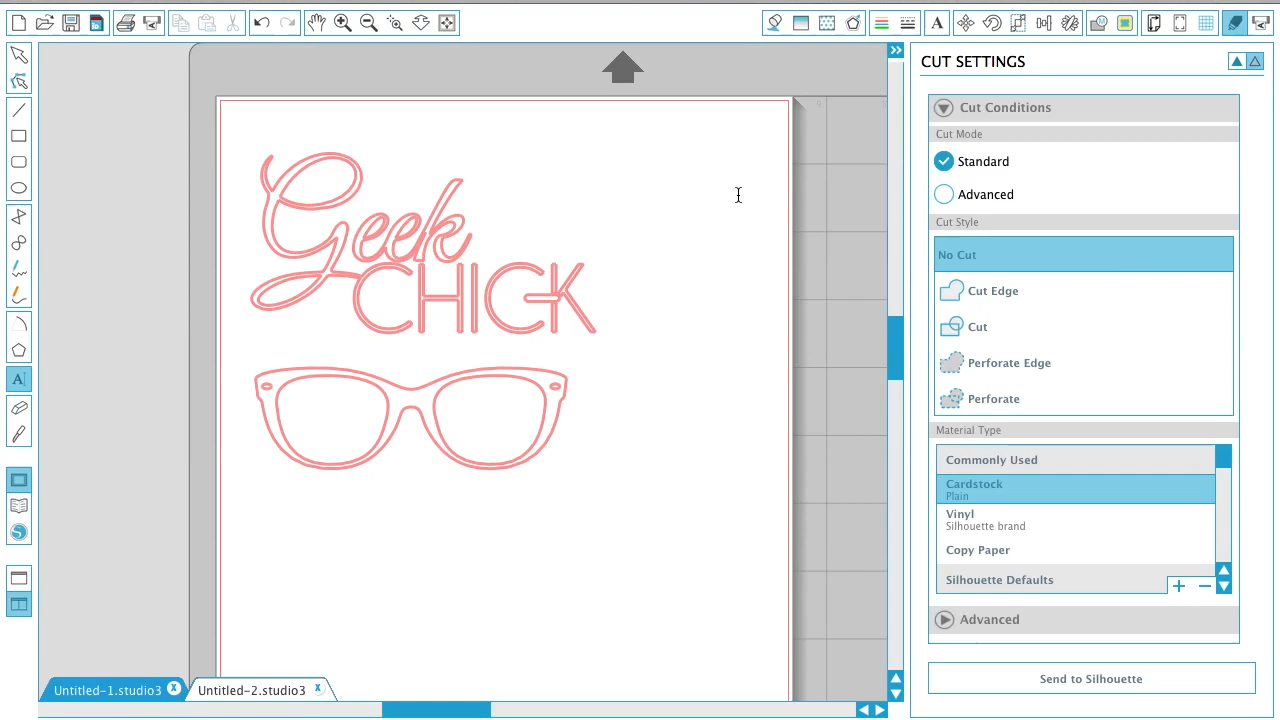 CUT SETTINGS
Cut Conditions
Cut Mode
Standard
Advanced
Cut Style
No Cut
Cut Edge
Cut
Perforate Edge
Perforate
Material Type
Commonly Used
Cardstock
Plain
Vinyl
Silhouette brand
Copy Paper
Silhouette Defaults
Advanced
Send to Silhouette
Geek
CHICK
Untitled-1.studio3
Untitled-2.studio3